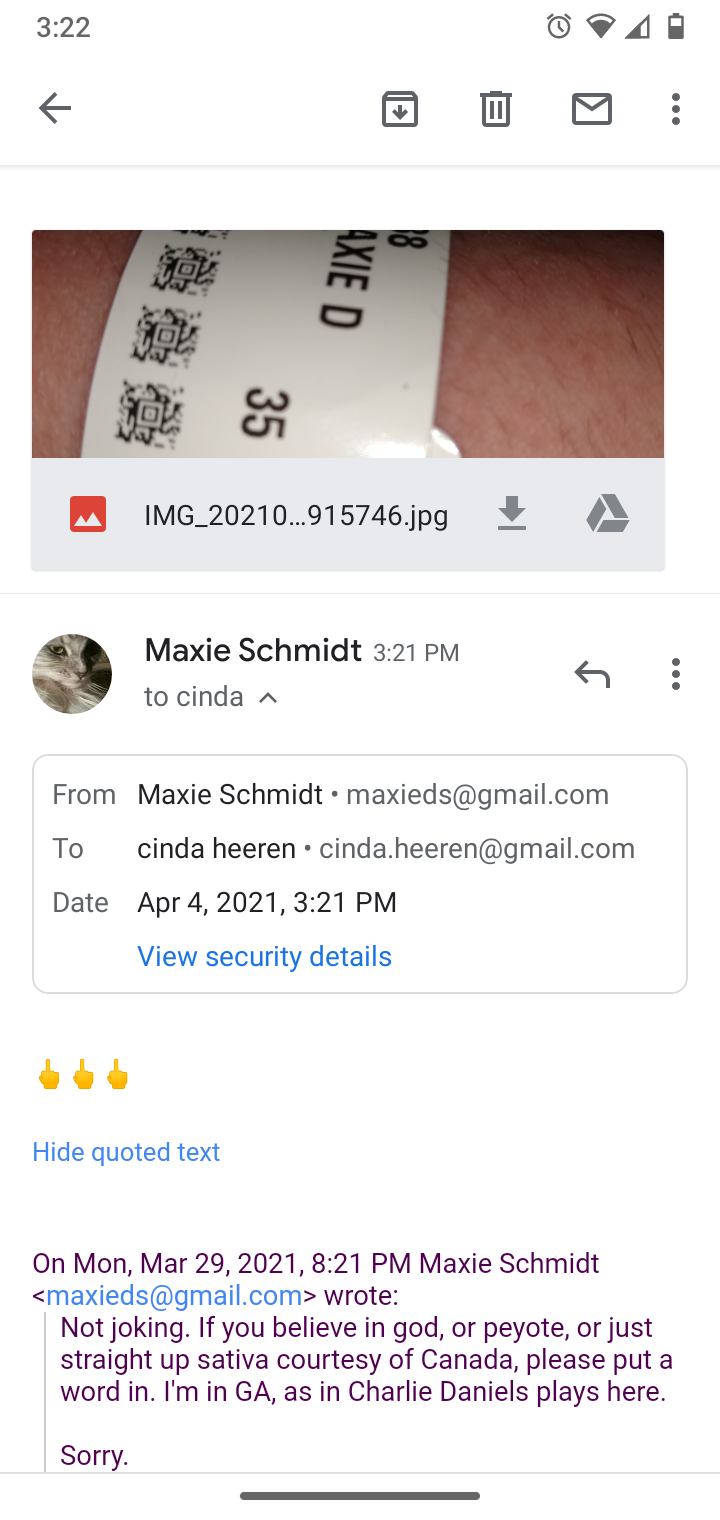 3:22
88
AXIE D
35
IMG_20210...915746.jpg
Maxie Schmidt 3:21 PM
to cinda
From Maxie Schmidt • maxieds@gmail.com
To cinda heeren • cinda.heeren@gmail.com
Date Apr 4, 2021, 3:21 PM
View security details
👆👆👆
Hide quoted text
On Mon, Mar 29, 2021, 8:21 PM Maxie Schmidt
<maxieds@gmail.com> wrote:
Not joking. If you believe in god, or peyote, or just
straight up sativa courtesy of Canada, please put a
word in. I'm in GA, as in Charlie Daniels plays here.
Sorry.